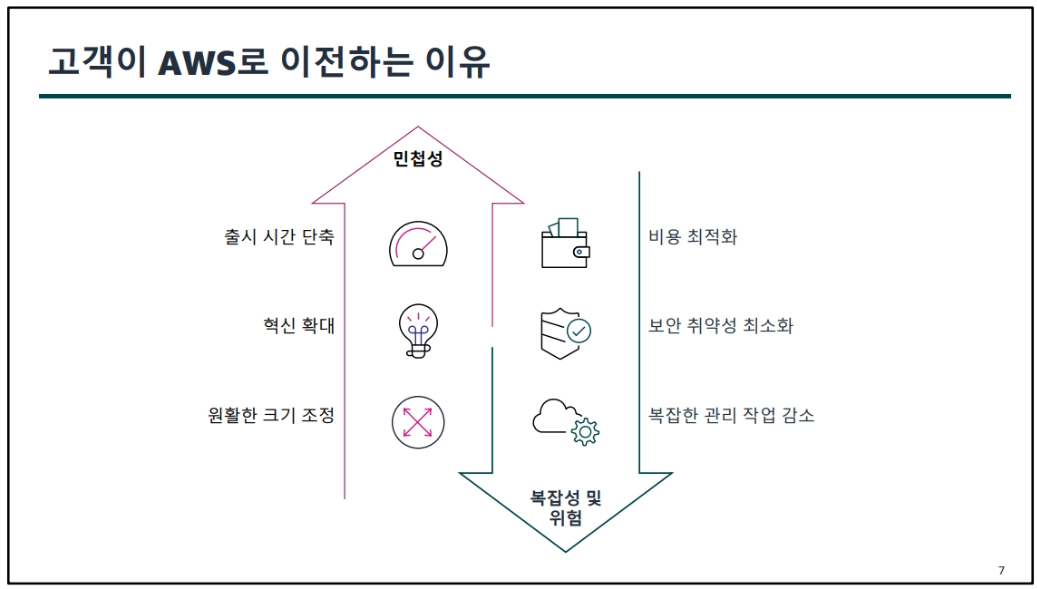 고객이 AWS로 이전하는 이유
민첩성
출시 시간 단축
혁신 확대
원활한 크기 조정
비용 최적화
보안 취약성 최소화
복잡한 관리 작업 감소
복잡성 및
위험
7